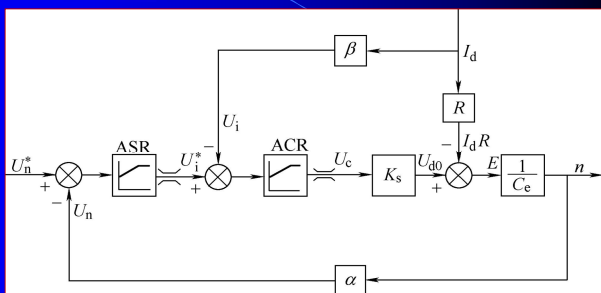 β
I_d
R
U_i
−
−
I_dR
ASR
ACR
U_n^*
U_i^*
U_c
K_s
U_d0
E
1
C_e
n
+
+
+
−
U_n
α